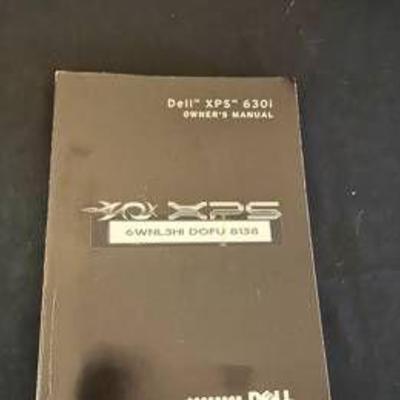 Dell™ XPS™ 630i
OWNER'S MANUAL
XPS
6WNL3HI DOFU 8138
DELL